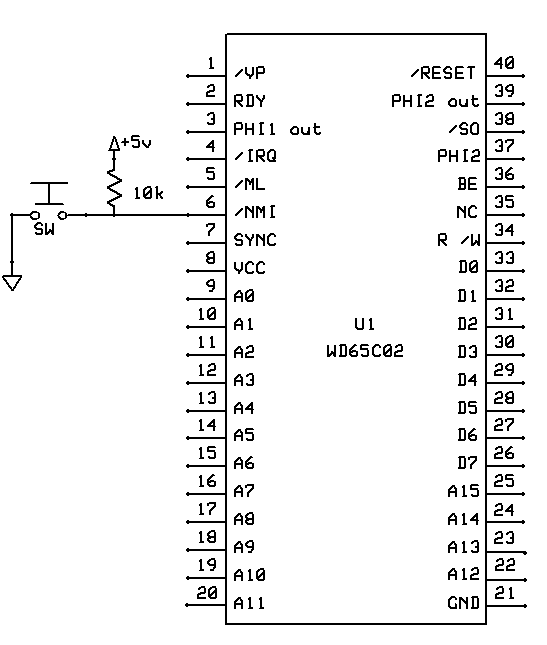 1 /VP
2 RDY
3 PHI1 out
4 /IRQ
5 /ML
6 /NMI
7 SYNC
8 VCC
9 A0
10 A1
11 A2
12 A3
13 A4
14 A5
15 A6
16 A7
17 A8
18 A9
19 A10
20 A11
+5v
10k
SW
U1
WD65C02
/RESET 40
PHI2 out 39
/SO 38
PHI2 37
BE 36
NC 35
R /W 34
D0 33
D1 32
D2 31
D3 30
D4 29
D5 28
D6 27
D7 26
A15 25
A14 24
A13 23
A12 22
GND 21